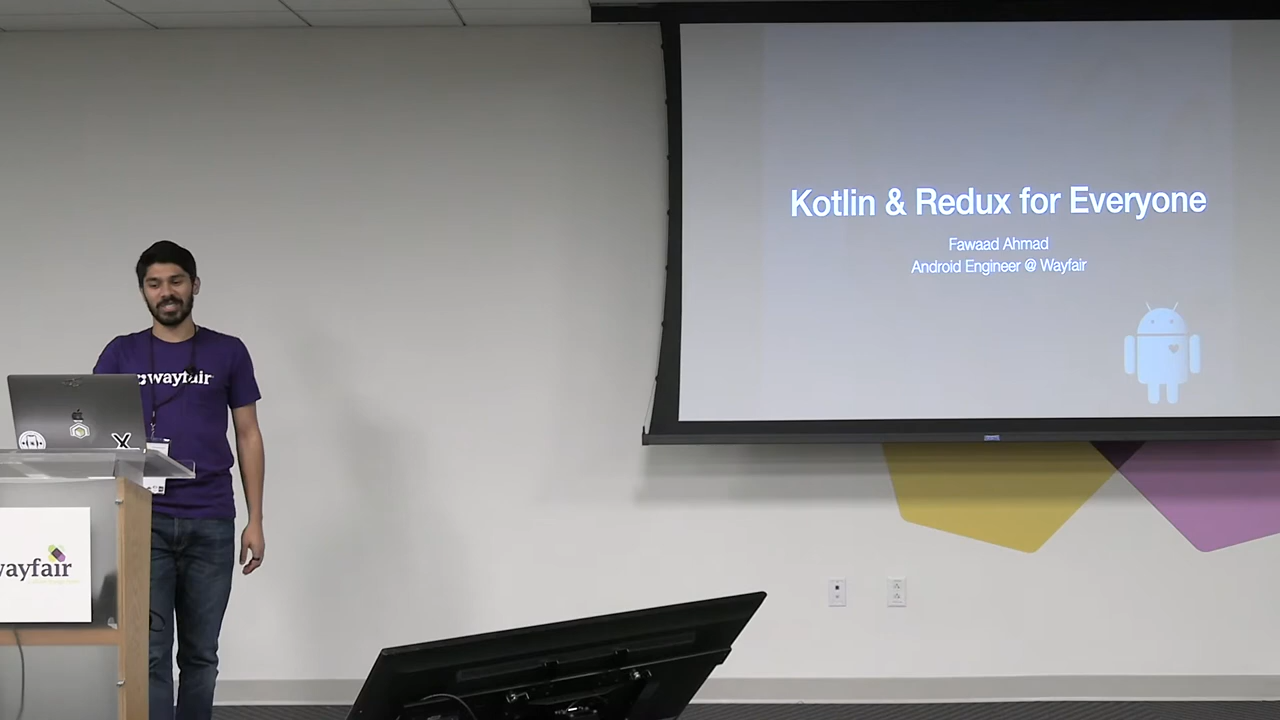 Kotlin & Redux for Everyone
Fawaad Ahmad
Android Engineer @ Wayfair
wayfair
wayfair